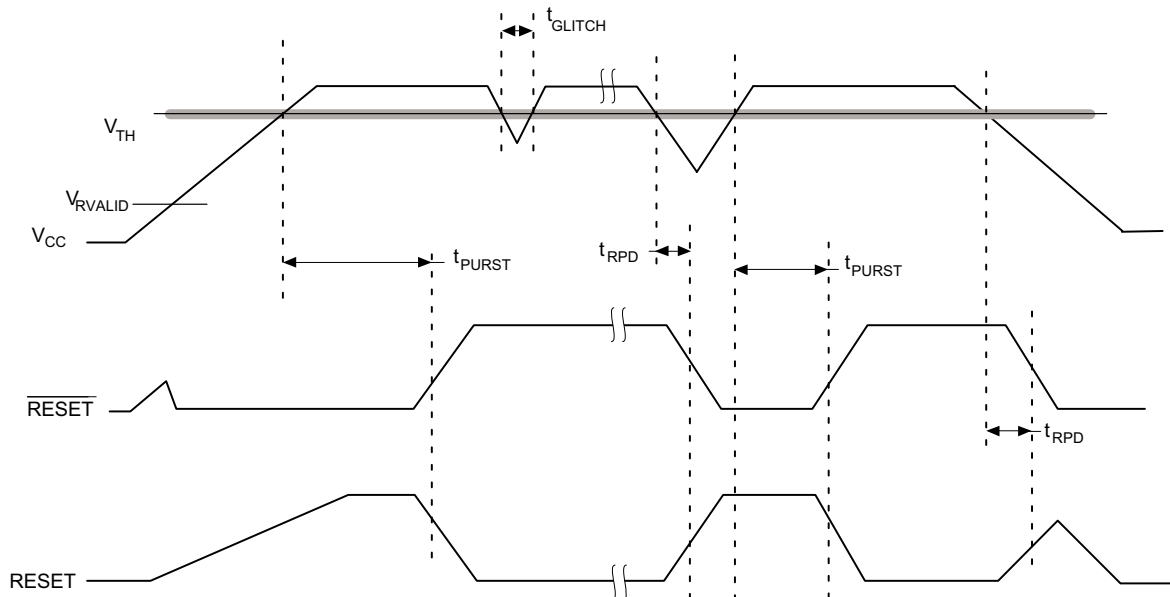 tGLITCH
VTH
VRVALID
VCC
tPURST
tRPD
tPURST
RESET
tRPD
RESET